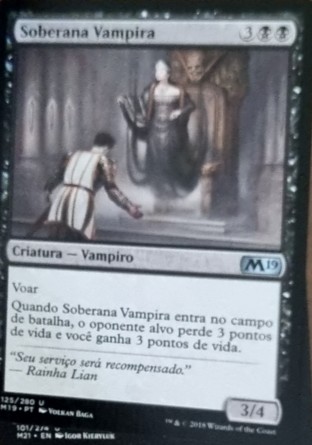 Soberana Vampira 3
Criatura — Vampiro M19
Voar
Quando Soberana Vampira entra no campo
de batalha, o oponente alvo perde 3 pontos
de vida e você ganha 3 pontos de vida.
"Seu serviço será recompensado."
— Rainha Lian
3/4
125/280 U
M19 • PT VOLKAN BAGA
™ & © 2018 Wizards of the Coast
101/274 U
M21 • EN IGOR KIERYLUK